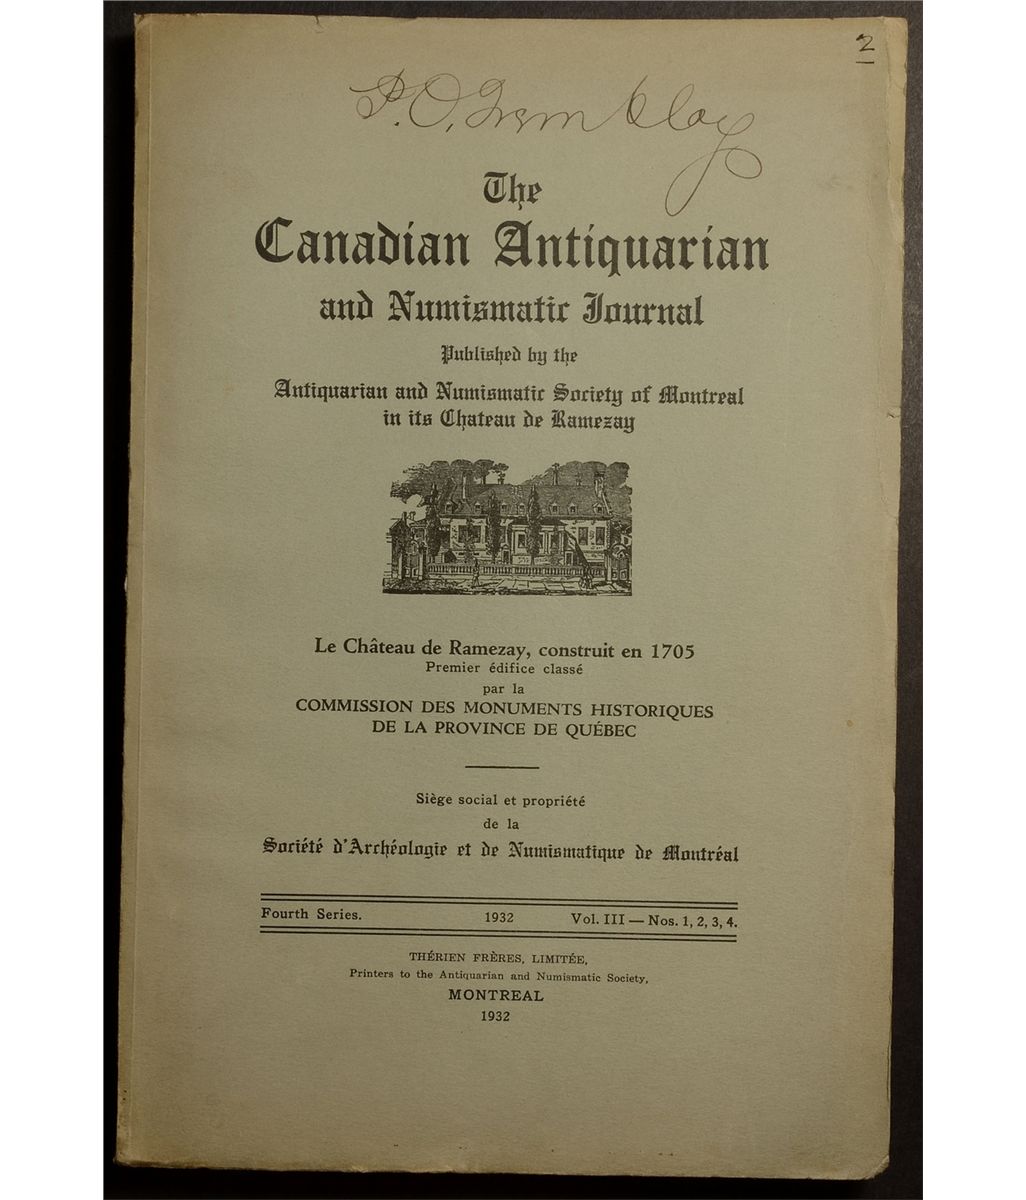 2
P. O. Tremblay
The
Canadian Antiquarian
and Numismatic Journal
Published by the
Antiquarian and Numismatic Society of Montreal
in its Chateau de Ramezay
Le Château de Ramezay, construit en 1705
Premier édifice classé
par la
COMMISSION DES MONUMENTS HISTORIQUES
DE LA PROVINCE DE QUÉBEC
Siège social et propriété
de la
Société d'Archéologie et de Numismatique de Montréal
Fourth Series. 1932 Vol. III — Nos. 1, 2, 3, 4.
THÉRIEN FRÈRES, LIMITÉE,
Printers to the Antiquarian and Numismatic Society,
MONTREAL
1932